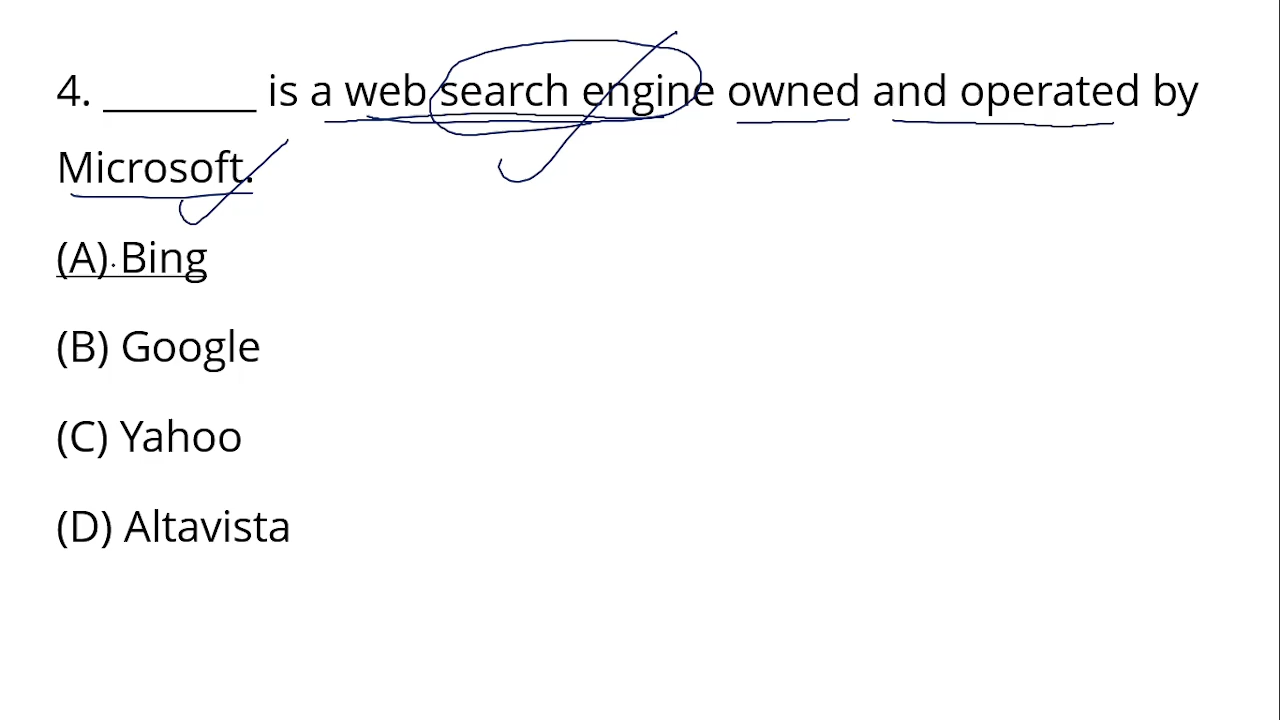 4. ________ is a web search engine owned and operated by
Microsoft.
(A) Bing
(B) Google
(C) Yahoo
(D) Altavista